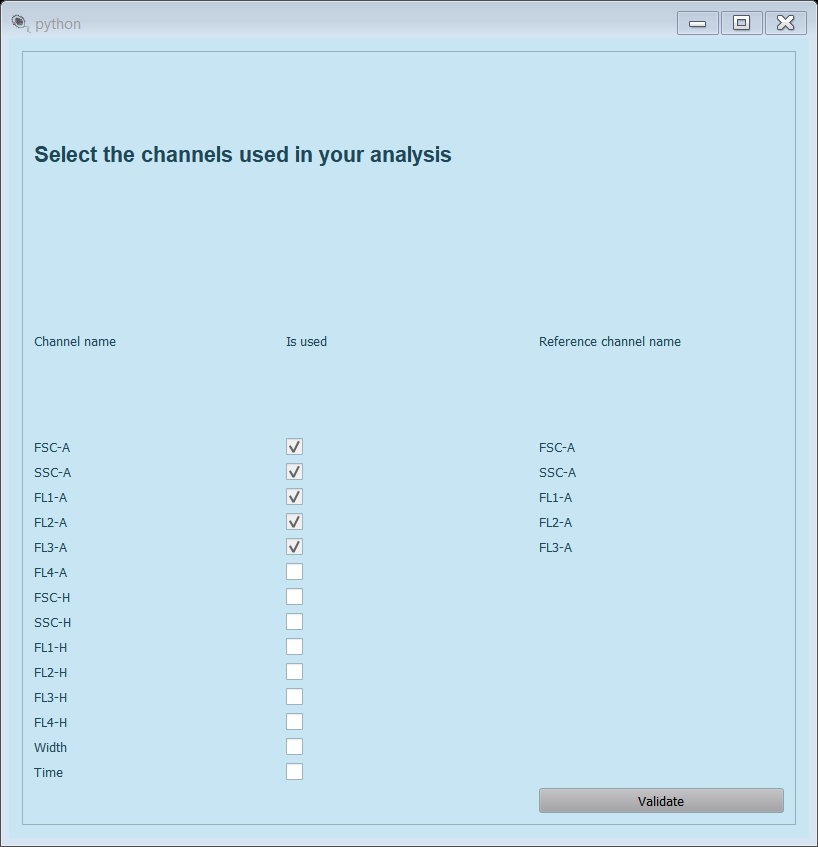 python
Select the channels used in your analysis
Channel name Is used Reference channel name
FSC-A FSC-A
SSC-A SSC-A
FL1-A FL1-A
FL2-A FL2-A
FL3-A FL3-A
FL4-A
FSC-H
SSC-H
FL1-H
FL2-H
FL3-H
FL4-H
Width
Time
Validate